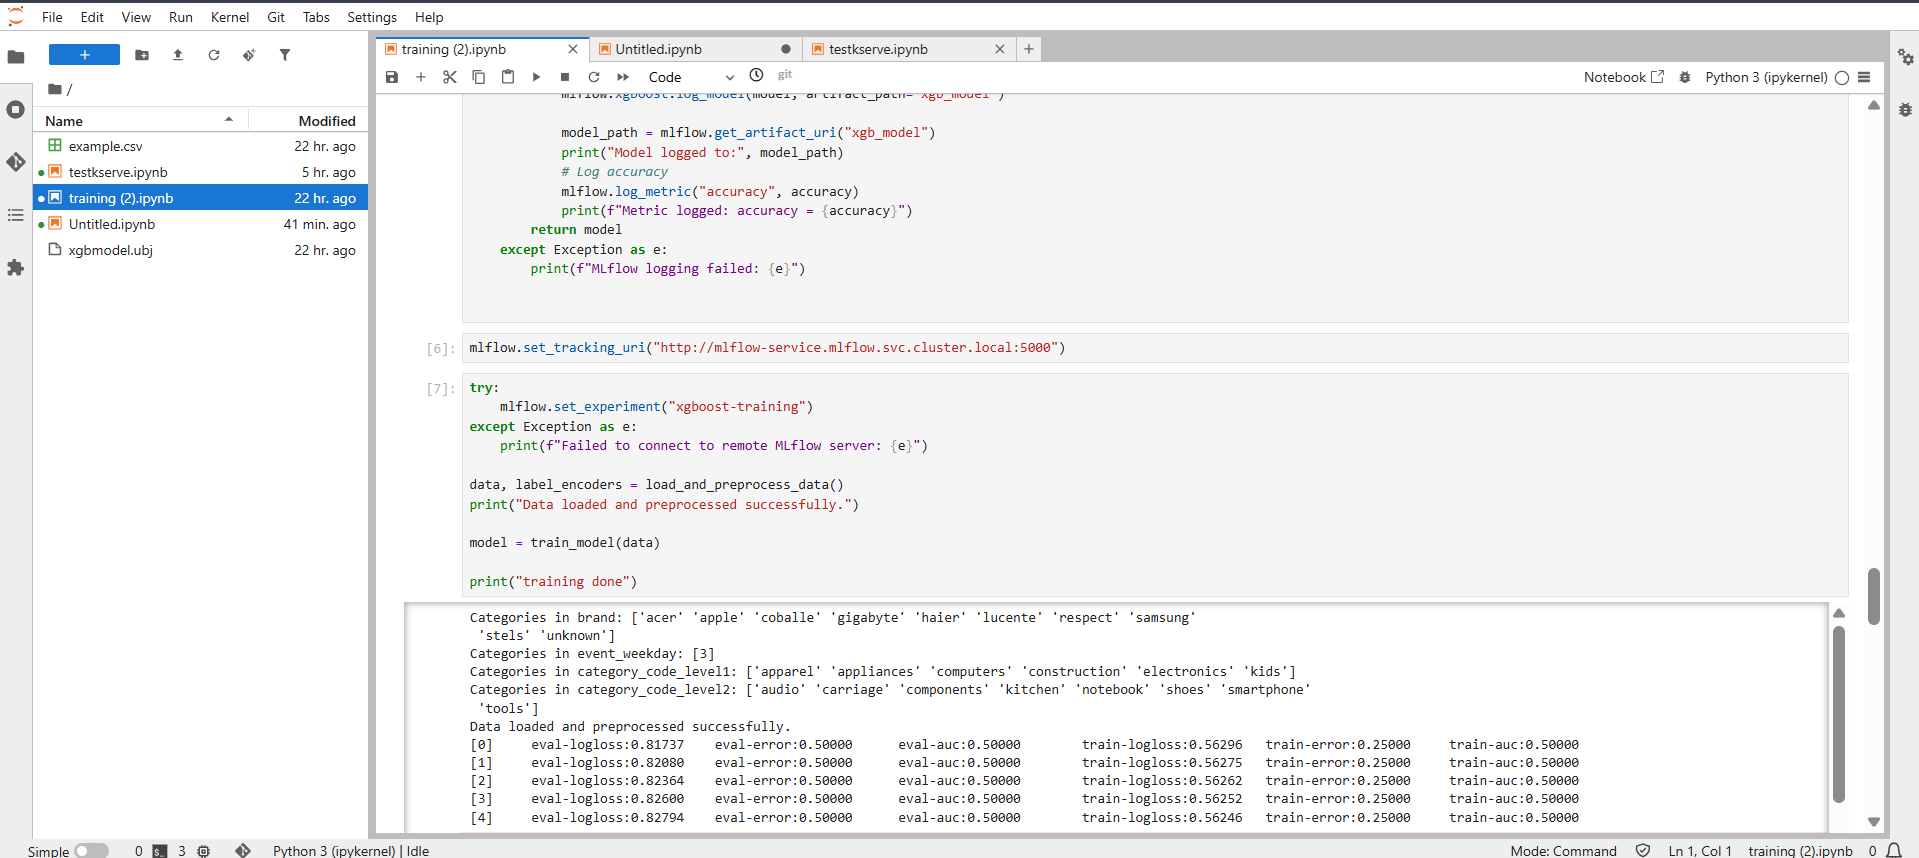 File Edit View Run Kernel Git Tabs Settings Help
+
/
Name Modified
example.csv 22 hr. ago
testkserve.ipynb 5 hr. ago
training (2).ipynb 22 hr. ago
Untitled.ipynb 41 min. ago
xgbmodel.ubj 22 hr. ago
training (2).ipynb Untitled.ipynb testkserve.ipynb +
Code git Notebook Python 3 (ipykernel)
mlflow.xgboost.log_model(model, artifact_path="xgb_model")
model_path = mlflow.get_artifact_uri("xgb_model")
print("Model logged to:", model_path)
# Log accuracy
mlflow.log_metric("accuracy", accuracy)
print(f"Metric logged: accuracy = {accuracy}")
return model
except Exception as e:
print(f"MLflow logging failed: {e}")
[6]: mlflow.set_tracking_uri("http://mlflow-service.mlflow.svc.cluster.local:5000")
[7]: try:
mlflow.set_experiment("xgboost-training")
except Exception as e:
print(f"Failed to connect to remote MLflow server: {e}")
data, label_encoders = load_and_preprocess_data()
print("Data loaded and preprocessed successfully.")
model = train_model(data)
print("training done")
Categories in brand: ['acer' 'apple' 'coballe' 'gigabyte' 'haier' 'lucente' 'respect' 'samsung'
'stels' 'unknown']
Categories in event_weekday: [3]
Categories in category_code_level1: ['apparel' 'appliances' 'computers' 'construction' 'electronics' 'kids']
Categories in category_code_level2: ['audio' 'carriage' 'components' 'kitchen' 'notebook' 'shoes' 'smartphone'
'tools']
Data loaded and preprocessed successfully.
[0] eval-logloss:0.81737 eval-error:0.50000 eval-auc:0.50000 train-logloss:0.56296 train-error:0.25000 train-auc:0.50000
[1] eval-logloss:0.82080 eval-error:0.50000 eval-auc:0.50000 train-logloss:0.56275 train-error:0.25000 train-auc:0.50000
[2] eval-logloss:0.82364 eval-error:0.50000 eval-auc:0.50000 train-logloss:0.56262 train-error:0.25000 train-auc:0.50000
[3] eval-logloss:0.82600 eval-error:0.50000 eval-auc:0.50000 train-logloss:0.56252 train-error:0.25000 train-auc:0.50000
[4] eval-logloss:0.82794 eval-error:0.50000 eval-auc:0.50000 train-logloss:0.56246 train-error:0.25000 train-auc:0.50000
Simple 0 3 Python 3 (ipykernel) | Idle Mode: Command Ln 1, Col 1 training (2).ipynb 0